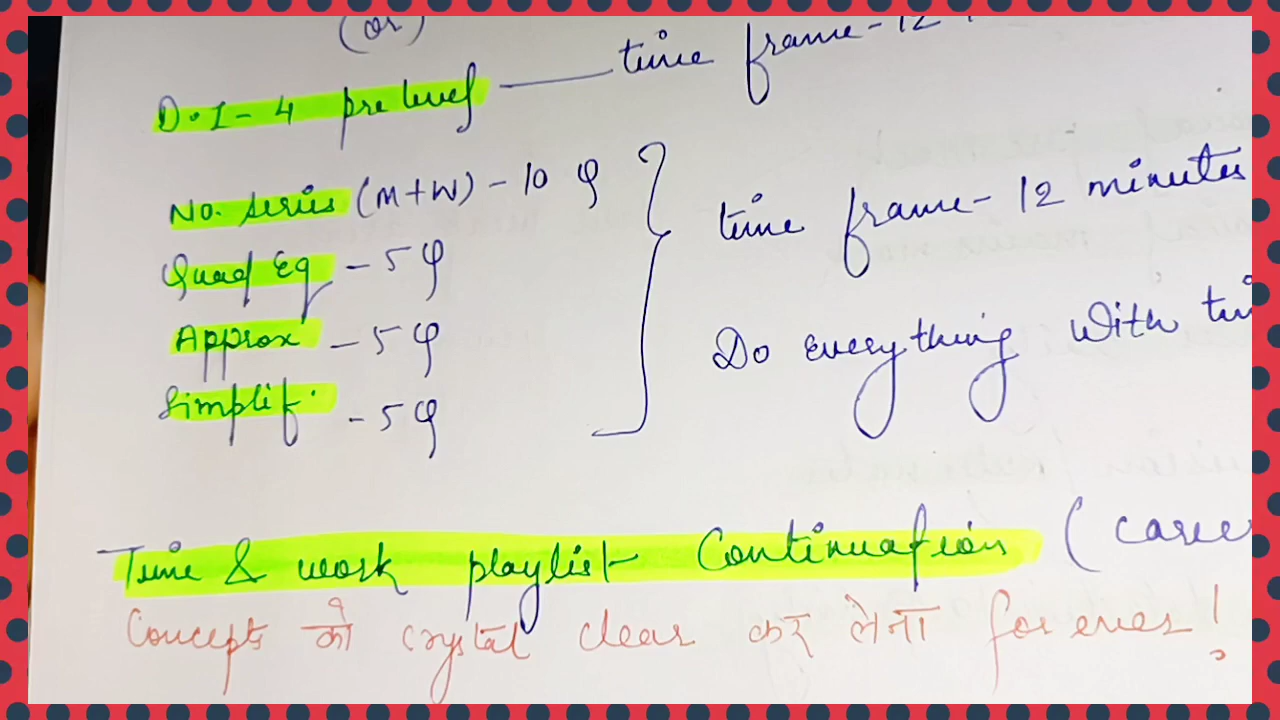 (or)
D.I - 4 pre level — time frame - 12
No. series (M+W) - 10 Q
Quad Eq - 5 Q
Approx - 5 Q
Simplif. - 5 Q
time frame - 12 minutes
Do everything with
Time & work playlist Continuation (
Concepts को crystal clear कर लेना forever!